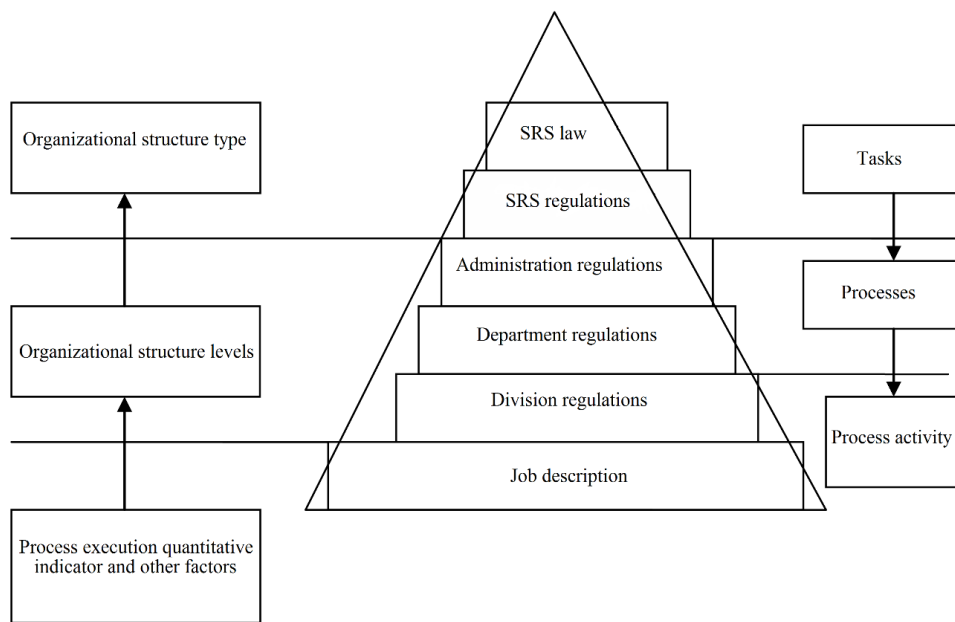 Organizational structure type
SRS law
Tasks
SRS regulations
Administration regulations
Processes
Organizational structure levels
Department regulations
Division regulations
Process activity
Job description
Process execution quantitative
indicator and other factors